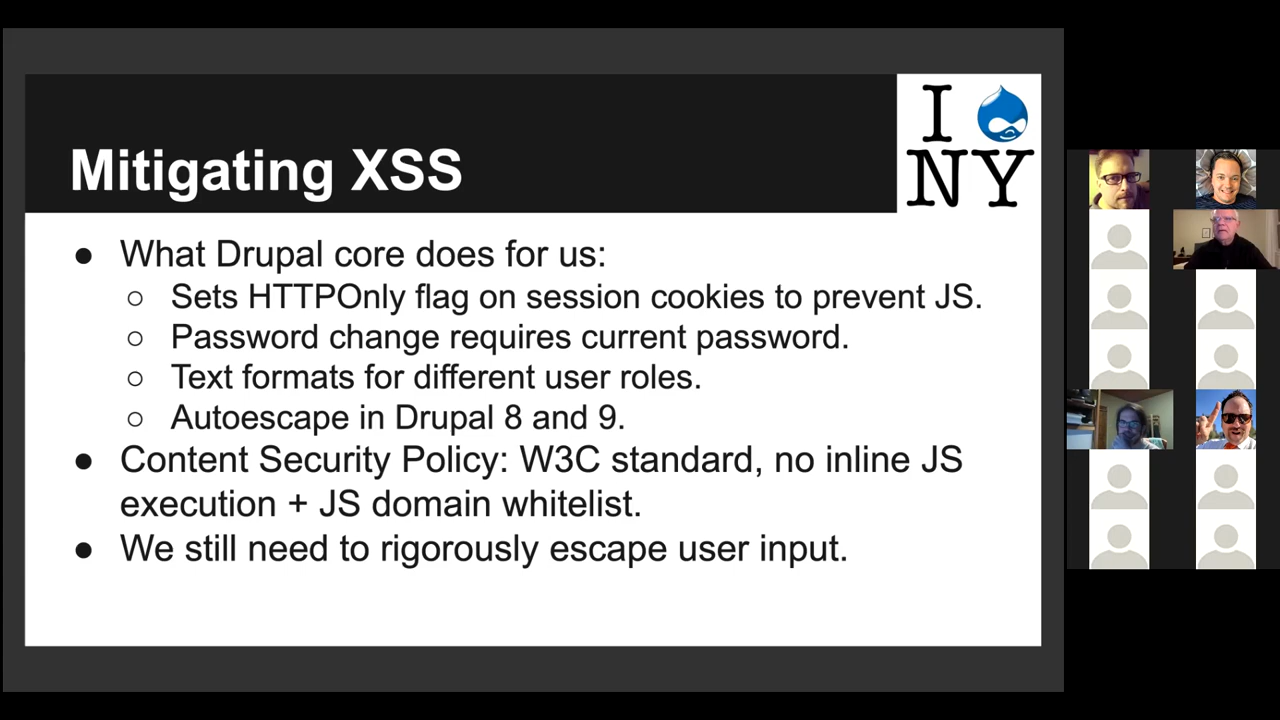 I
NY
Mitigating XSS
● What Drupal core does for us:
○ Sets HTTPOnly flag on session cookies to prevent JS.
○ Password change requires current password.
○ Text formats for different user roles.
○ Autoescape in Drupal 8 and 9.
● Content Security Policy: W3C standard, no inline JS
execution + JS domain whitelist.
● We still need to rigorously escape user input.